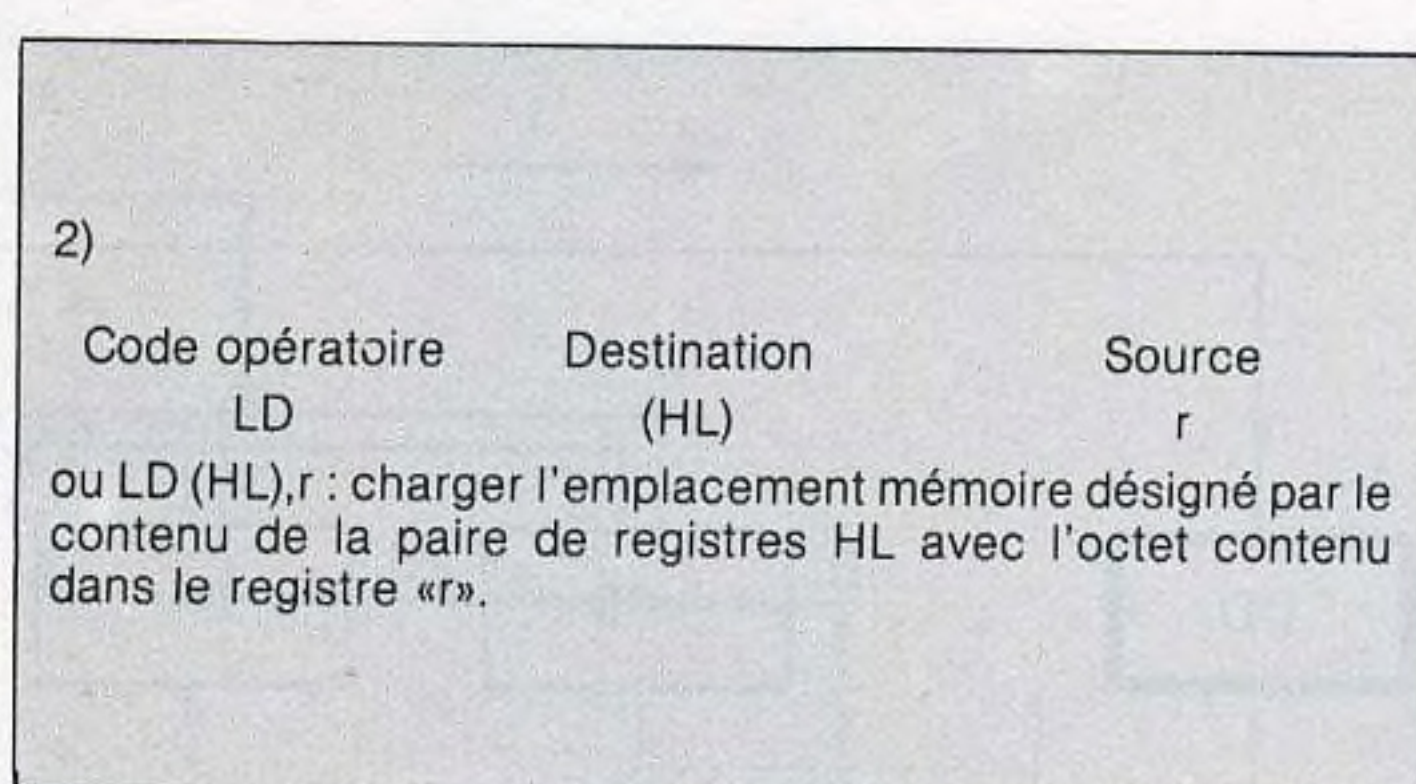 2)
Code opératoire Destination Source
LD (HL) r
ou LD (HL),r : charger l'emplacement mémoire désigné par le
contenu de la paire de registres HL avec l'octet contenu
dans le registre «r».